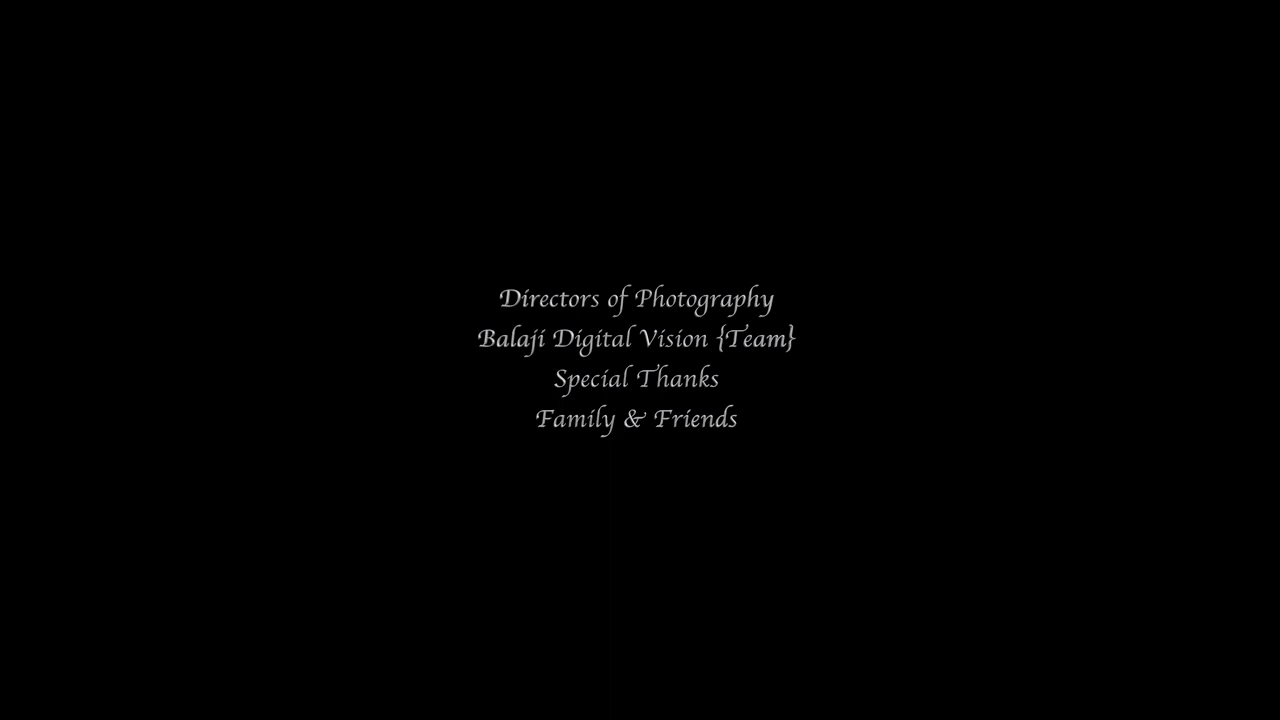 Directors of Photography
Balaji Digital Vision {Team}
Special Thanks
Family & Friends